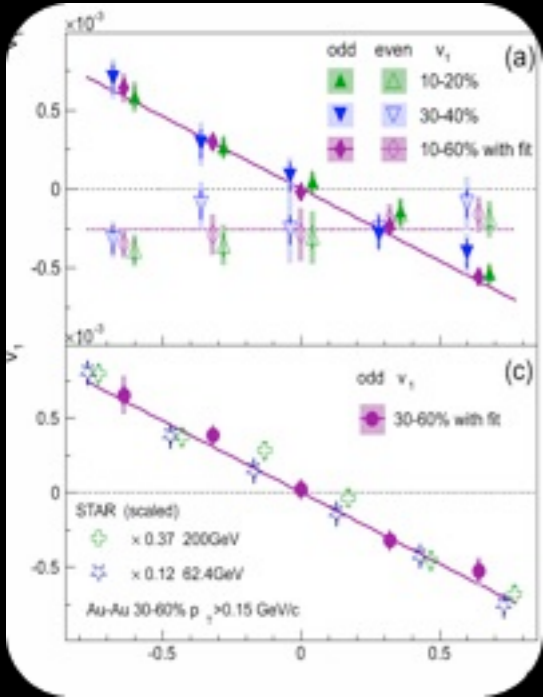 ×10⁻³
odd even v₁
(a)
10-20%
30-40%
10-60% with fit
0.5
0
-0.5
×10⁻³
v₁
(c)
odd v₁
30-60% with fit
0.5
0
-0.5
STAR (scaled)
× 0.37 200GeV
× 0.12 62.4GeV
Au-Au 30-60% p_T>0.15 GeV/c
-0.5 0 0.5